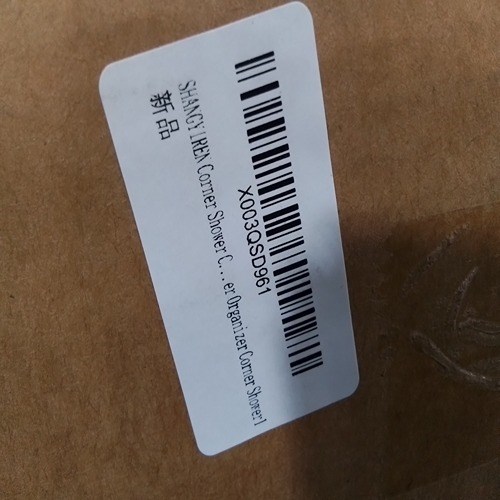 X003QSD961
SHANGYIREN Corner Shower C...er Organizer Corner Shower1
新品